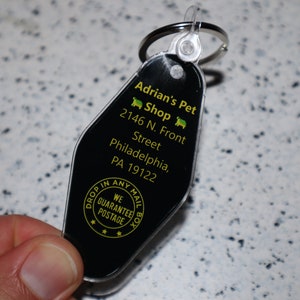 Adrian's Pet
Shop
2146 N. Front
Street
Philadelphia,
PA 19122
DROP IN ANY MAIL BOX
WE
GUARANTEE
POSTAGE